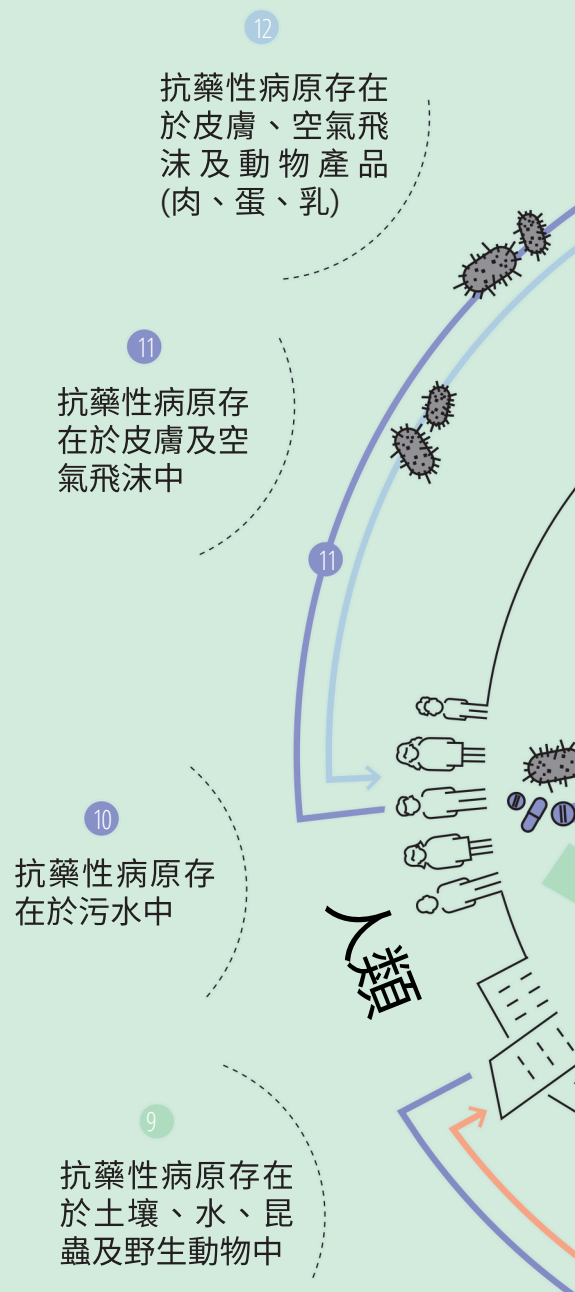 12
抗藥性病原存在
於皮膚、空氣飛
沫及動物產品
(肉、蛋、乳)
11
抗藥性病原存
在於皮膚及空
氣飛沫中
11
10
抗藥性病原存
在於污水中
人類
9
抗藥性病原存在
於土壤、水、昆
蟲及野生動物中